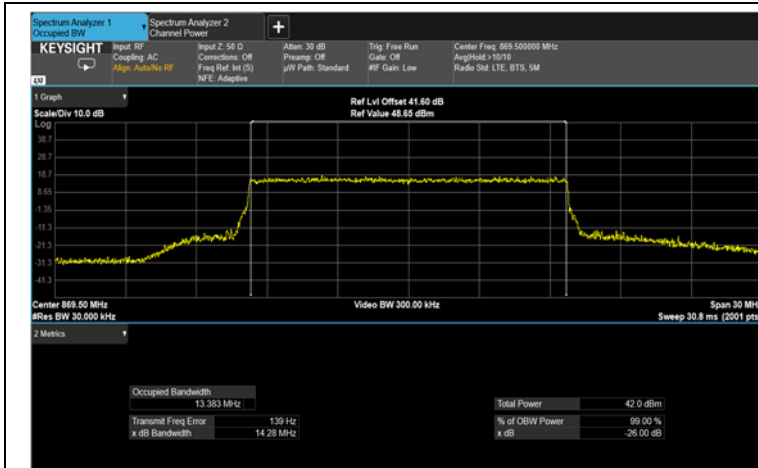 Spectrum Analyzer 1
Occupied BW
Spectrum Analyzer 2
Channel Power
+
KEYSIGHT
Input: RF
Coupling: AC
Align: Auto/No RF
Input Z: 50 Ω
Corrections: Off
Freq Ref: Int (S)
NFE: Adaptive
Atten: 30 dB
Preamp: Off
µW Path: Standard
Trig: Free Run
Gate: Off
#IF Gain: Low
Center Freq: 869.500000 MHz
Avg|Hold:>10/10
Radio Std: LTE, BTS, 5M
LXI
1 Graph
Scale/Div 10.0 dB
Ref Lvl Offset 41.60 dB
Ref Value 48.65 dBm
Log
38.7
28.7
18.7
8.65
-1.35
-11.3
-21.3
-31.3
-41.3
Center 869.50 MHz
#Res BW 30.000 kHz
Video BW 300.00 kHz
Span 30 MH
Sweep 30.8 ms (2001 pts
2 Metrics
Occupied Bandwidth
13.383 MHz
Transmit Freq Error 139 Hz
x dB Bandwidth 14.28 MHz
Total Power 42.0 dBm
% of OBW Power 99.00 %
x dB -26.00 dB